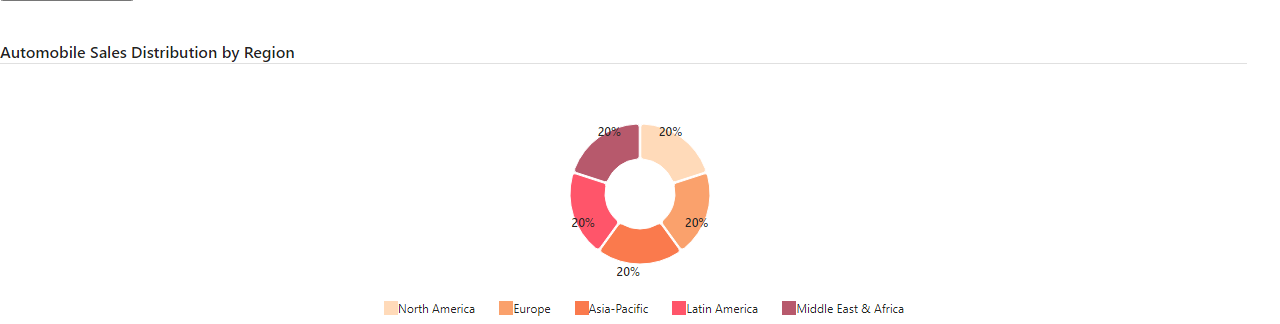 Automobile Sales Distribution by Region
20% 20%
20% 20%
20%
North America Europe Asia-Pacific Latin America Middle East & Africa